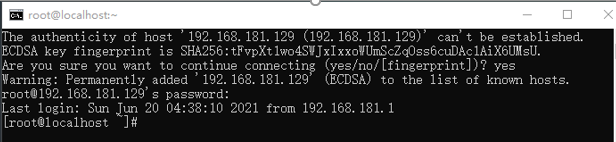 root@localhost:~
The authenticity of host '192.168.181.129 (192.168.181.129)' can't be established.
ECDSA key fingerprint is SHA256:tFvpXt1wo4SWJxIxxoWUmScZqOss6cuDAc1AiX6UMsU.
Are you sure you want to continue connecting (yes/no/[fingerprint])? yes
Warning: Permanently added '192.168.181.129' (ECDSA) to the list of known hosts.
root@192.168.181.129's password:
Last login: Sun Jun 20 04:38:10 2021 from 192.168.181.1
[root@localhost ~]#